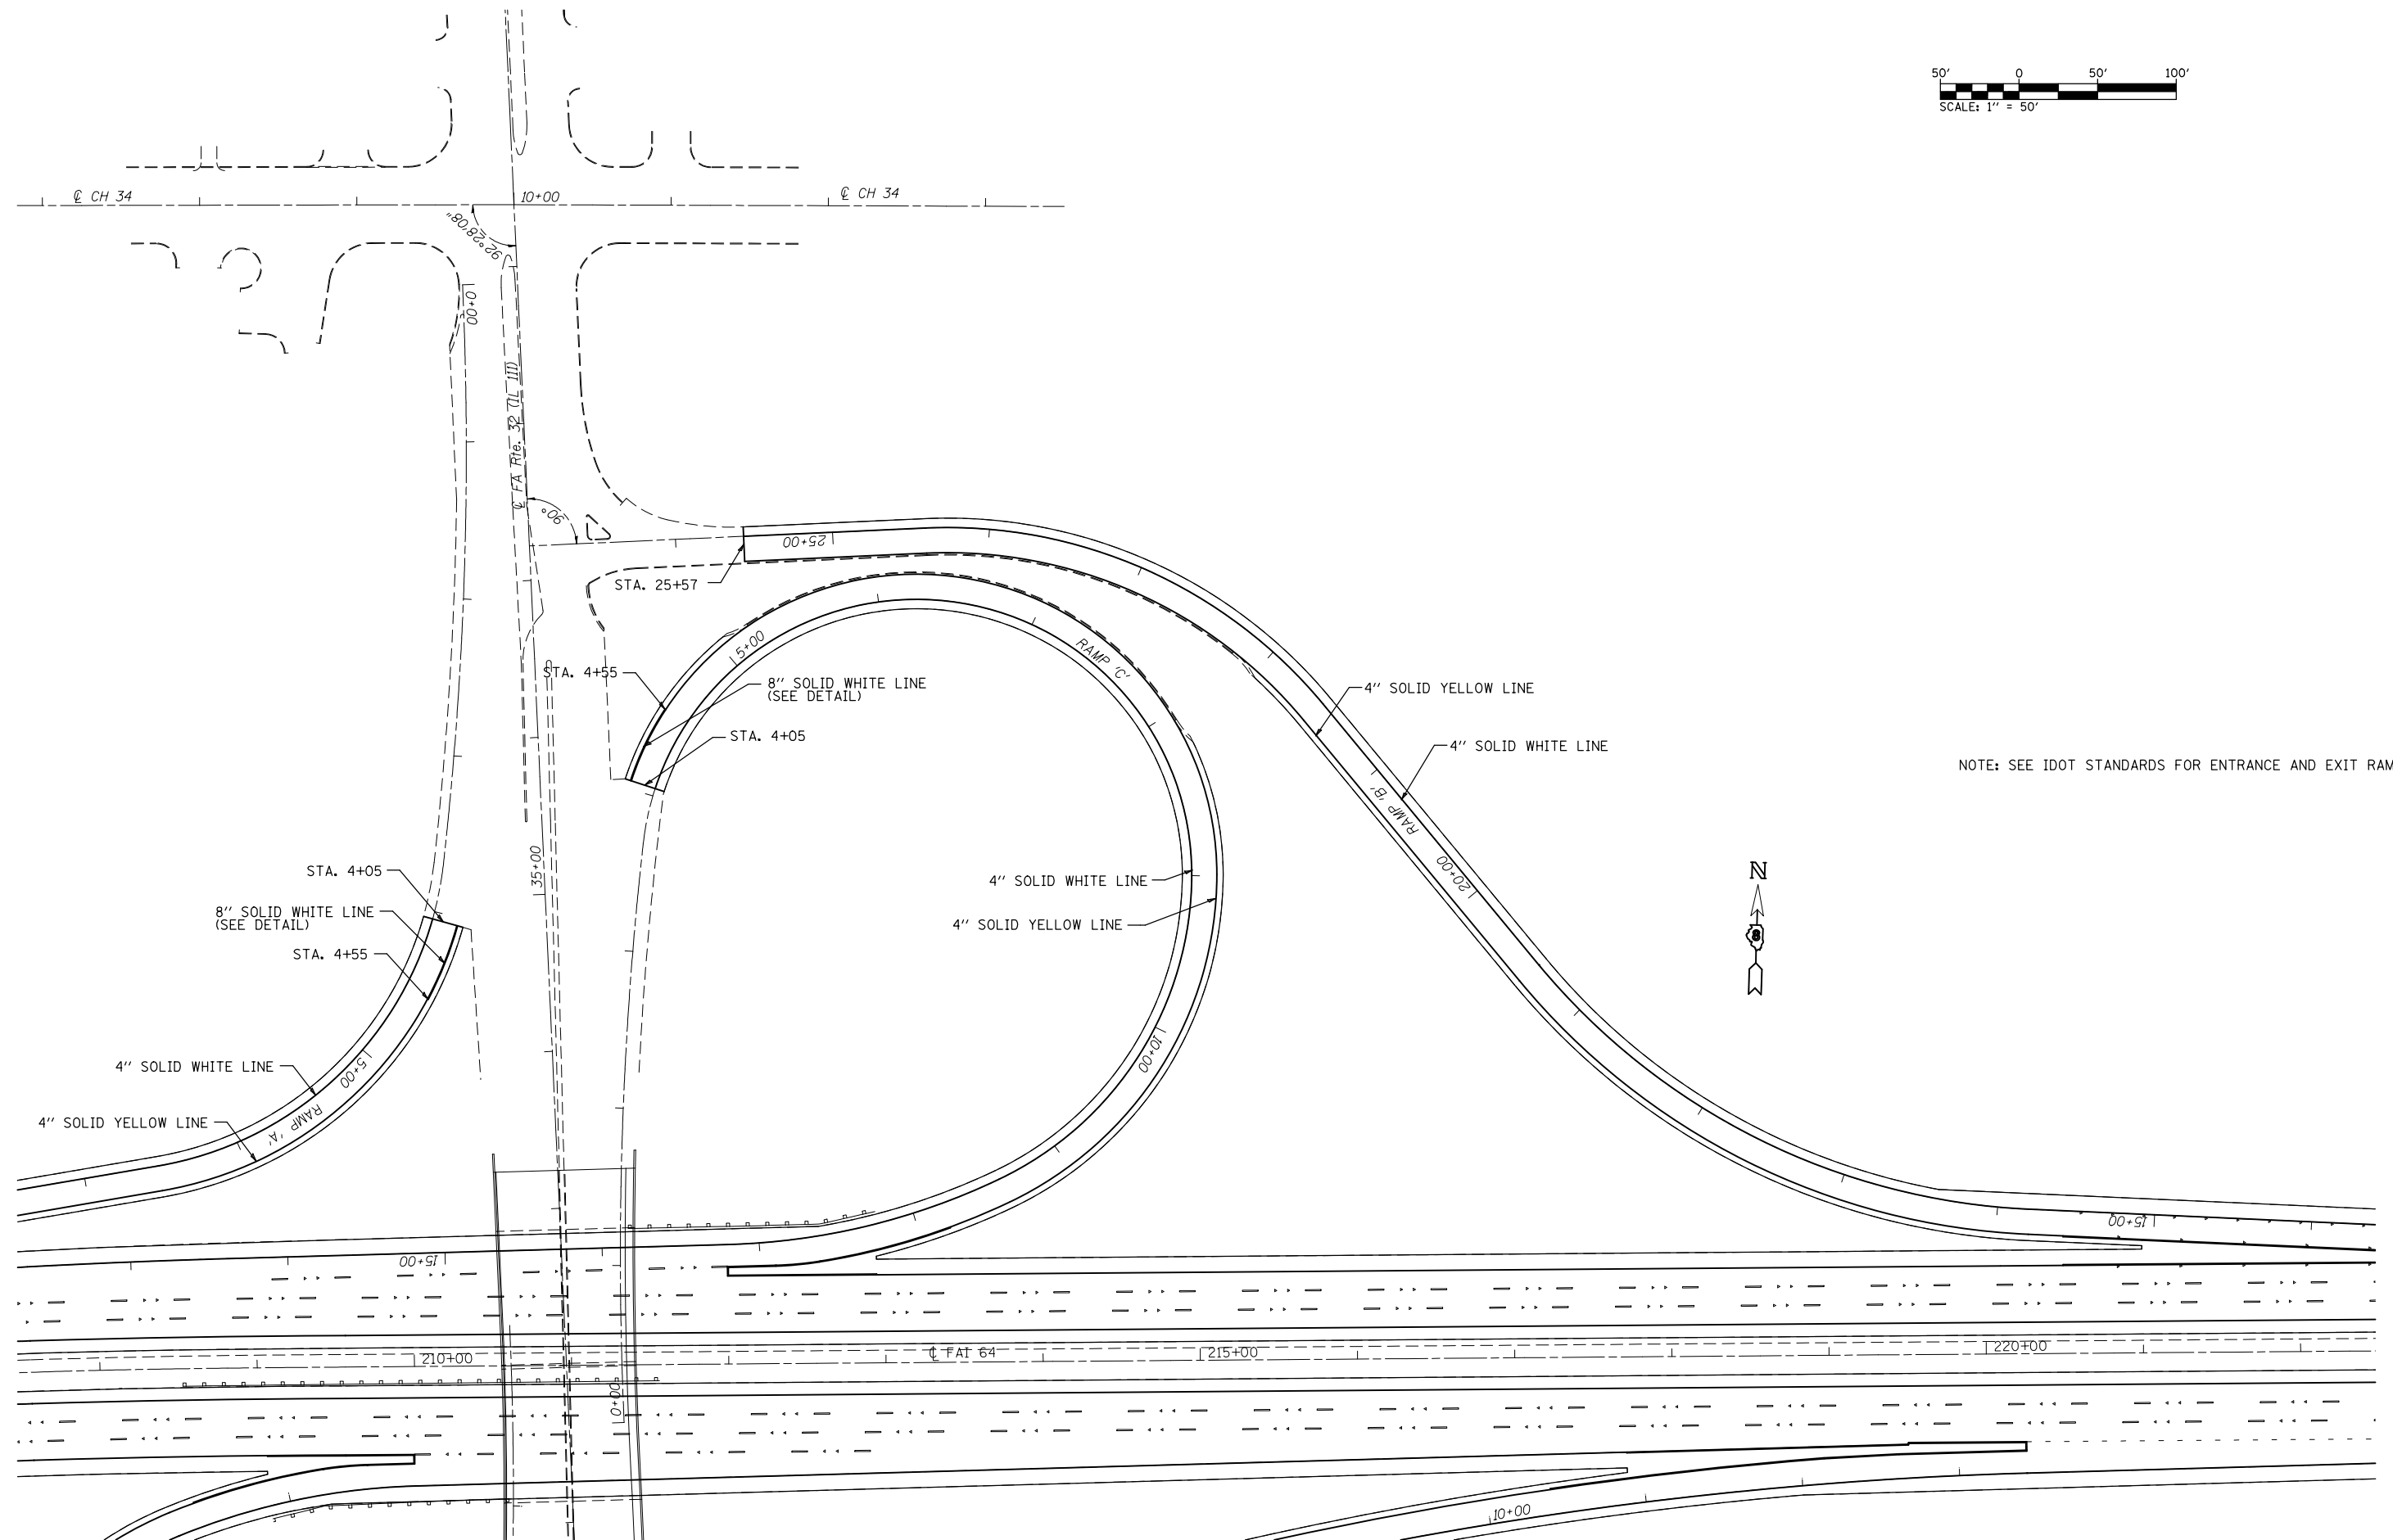 50' 0 50' 100'
SCALE: 1" = 50'
℄ CH 34
10+00
℄ CH 34
92°28'08"
0+00
℄ FA Rte. 32 (IL 111)
90°
25+00
STA. 25+57
5+00
RAMP 'C'
STA. 4+55
8" SOLID WHITE LINE
(SEE DETAIL)
STA. 4+05
4" SOLID YELLOW LINE
4" SOLID WHITE LINE
NOTE: SEE IDOT STANDARDS FOR ENTRANCE AND EXIT RAM
RAMP 'B'
20+00
35+00
STA. 4+05
8" SOLID WHITE LINE
(SEE DETAIL)
STA. 4+55
4" SOLID WHITE LINE
4" SOLID YELLOW LINE
N
8
10+00
4" SOLID WHITE LINE
5+00
RAMP 'A'
4" SOLID YELLOW LINE
15+00
15+00
210+00
℄ FAI 64
215+00
220+00
0+00
10+00